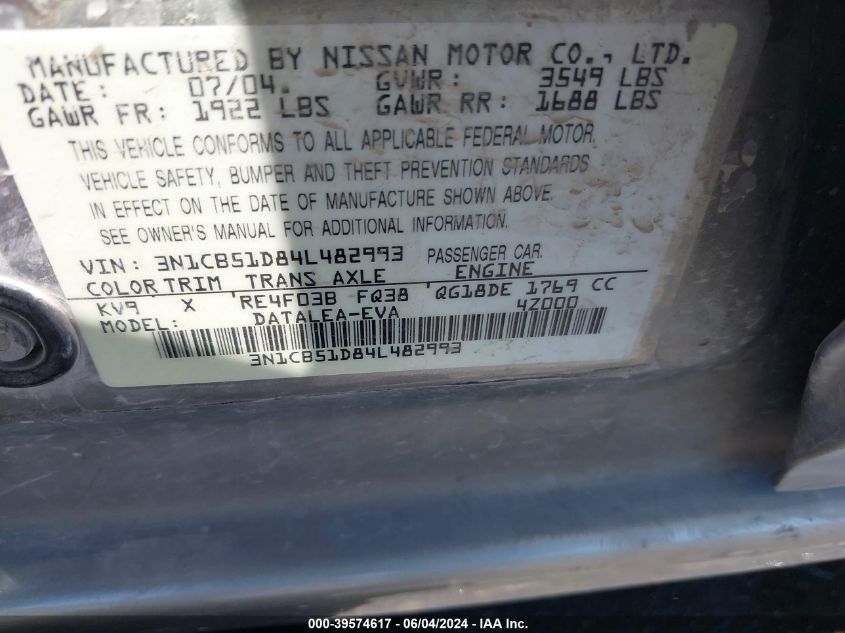 MANUFACTURED BY NISSAN MOTOR CO., LTD.
DATE: 07/04. GVWR: 3549 LBS
GAWR FR: 1922 LBS GAWR RR: 1688 LBS
THIS VEHICLE CONFORMS TO ALL APPLICABLE FEDERAL MOTOR
VEHICLE SAFETY, BUMPER AND THEFT PREVENTION STANDARDS
IN EFFECT ON THE DATE OF MANUFACTURE SHOWN ABOVE.
SEE OWNER'S MANUAL FOR ADDITIONAL INFORMATION.
VIN: 3N1CB51D84L482993 PASSENGER CAR.
COLOR TRIM TRANS AXLE ENGINE
KV9 X RE4F03B FQ38 QG18DE 1769 CC
MODEL: DATALEA-EVA 4Z000
3N1CB51D84L482993
000-39574617 - 06/04/2024 - IAA Inc.